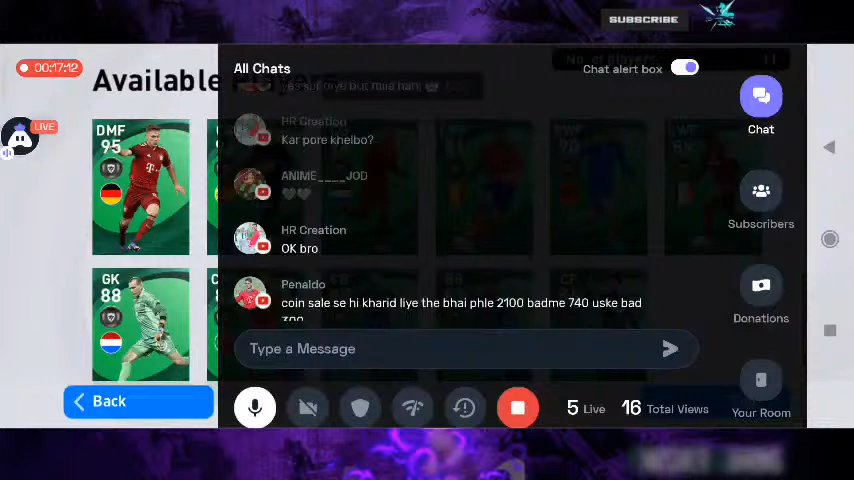 SUBSCRIBE
00:17:12
Available
All Chats
Chat alert box
LIVE
HR Creation
Kar pore khelbo?
ANIME____JOD
HR Creation
OK bro
Penaldo
coin sale se hi kharid liye the bhai phle 2100 badme 740 uske bad
300
Type a Message
DMF
95
GK
88
Back
Chat
Subscribers
Donations
Your Room
5 Live
16 Total Views